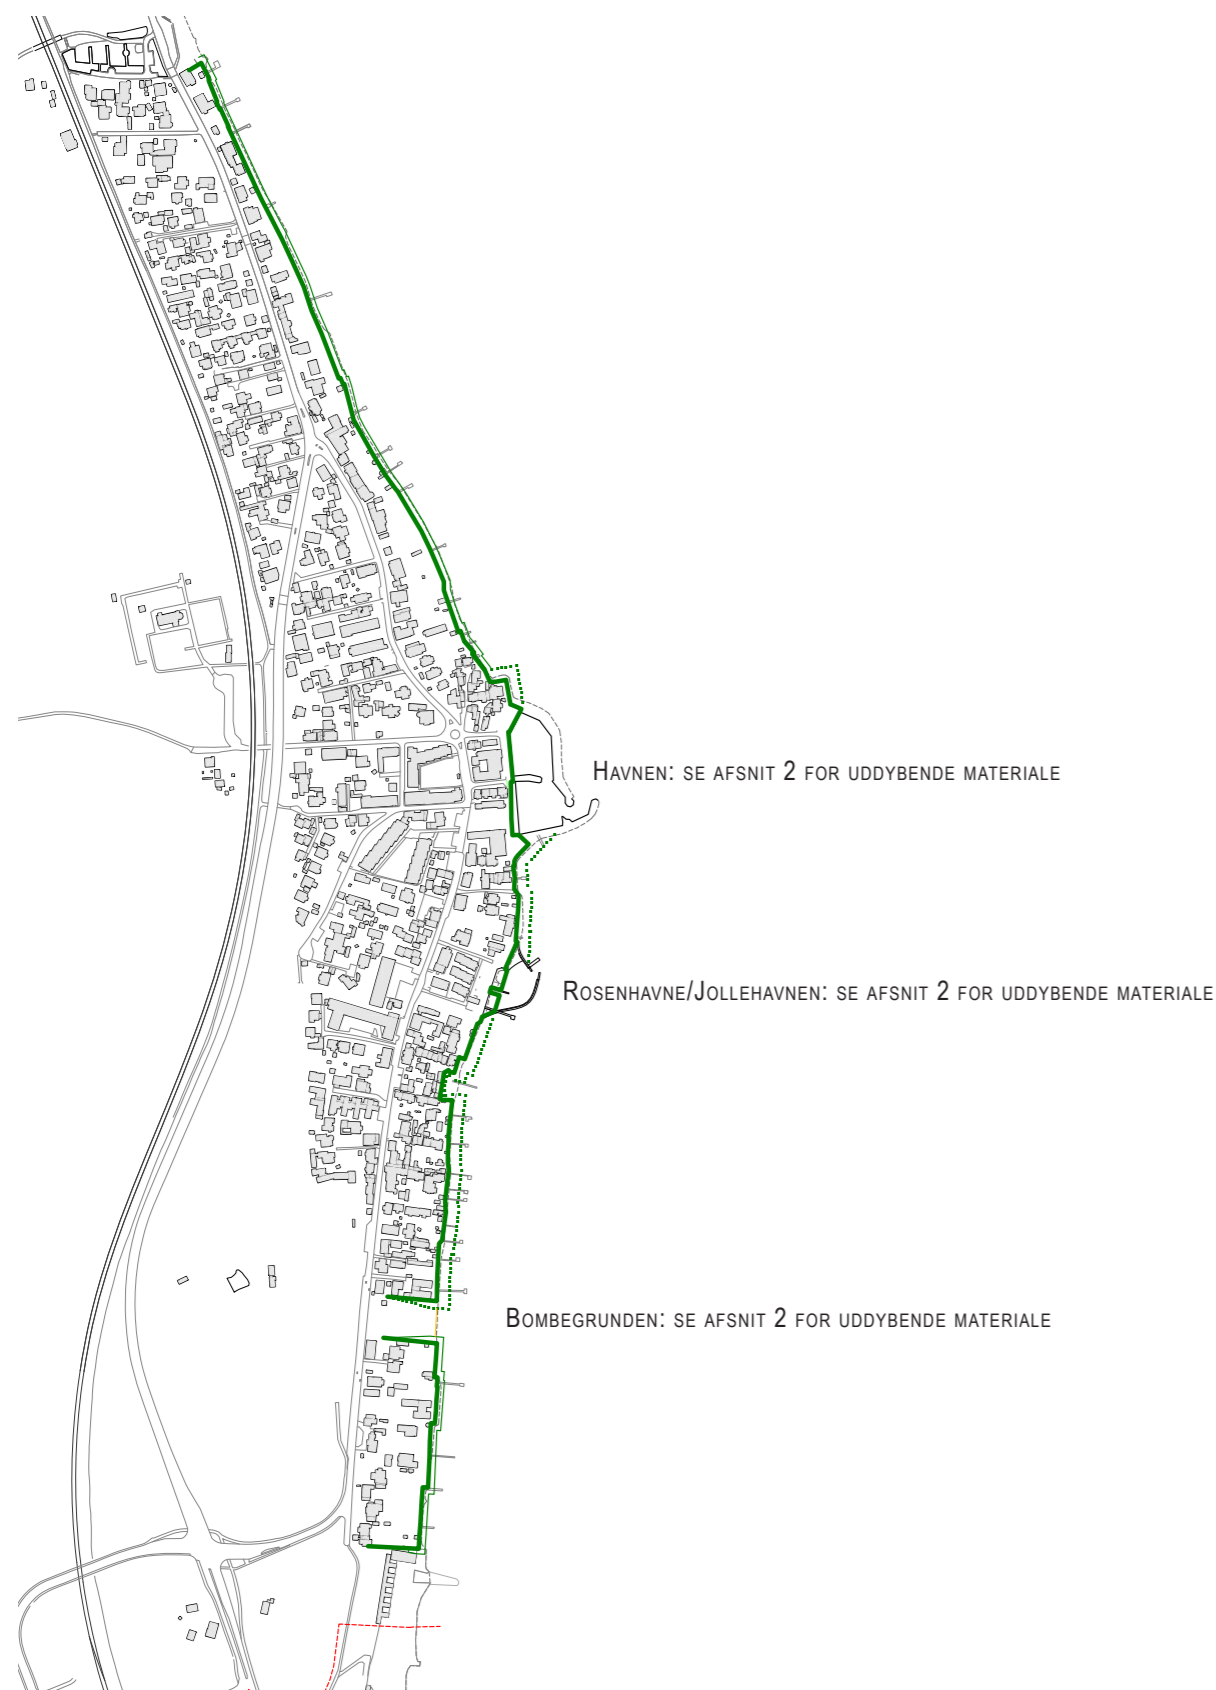 Havnen: se afsnit 2 for uddybende materiale
Rosenhavne/Jollehavnen: se afsnit 2 for uddybende materiale
Bombegrunden: se afsnit 2 for uddybende materiale